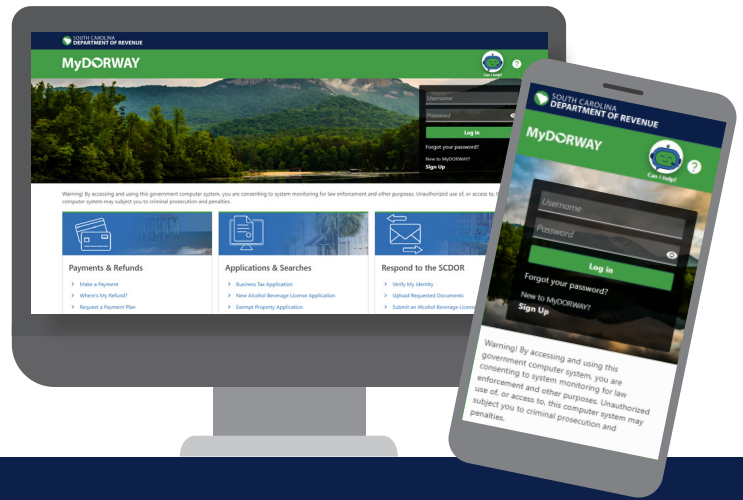 SOUTH CAROLINA
DEPARTMENT OF REVENUE
MyDORWAY
Can I help?
?
Username
Password
Log in
Forgot your password?
New to MyDORWAY?
Sign Up
Warning! By accessing and using this government computer system, you are consenting to system monitoring for law enforcement and other purposes. Unauthorized use of, or access to,
computer system may subject you to criminal prosecution and penalties.
Payments & Refunds
> Make a Payment
> Where's My Refund?
> Request a Payment Plan
Applications & Searches
> Business Tax Application
> New Alcohol Beverage License Application
> Exempt Property Application
Respond to the SCDOR
> Verify My Identity
> Upload Requested Documents
> Submit an Alcohol Beverage
SOUTH CAROLINA
DEPARTMENT OF REVENUE
MyDORWAY
Can I help?
?
Username
Password
Log in
Forgot your password?
New to MyDORWAY?
Sign Up
Warning! By accessing and using this
government computer system, you are
consenting to system monitoring for law
enforcement and other purposes. Unauthorized
use of, or access to, this computer system may
subject you to criminal prosecution and
penalties.